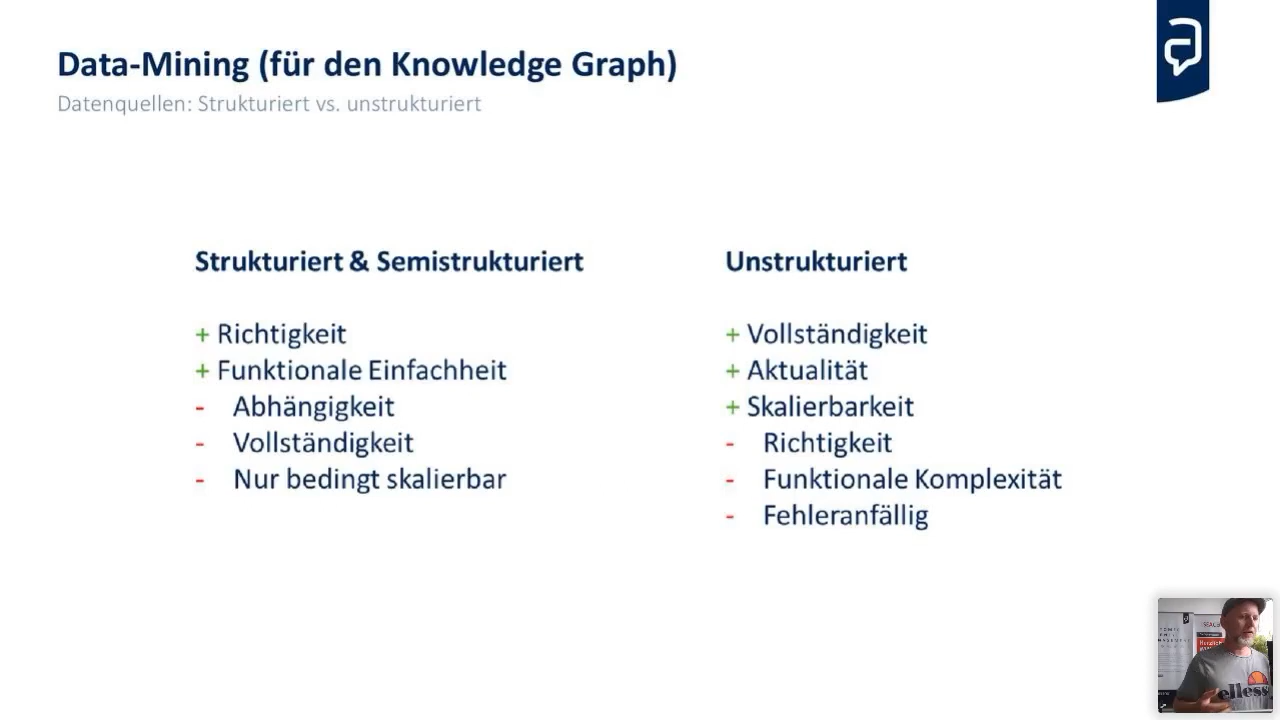 Data-Mining (für den Knowledge Graph)
Datenquellen: Strukturiert vs. unstrukturiert
Strukturiert & Semistrukturiert
+ Richtigkeit
+ Funktionale Einfachheit
- Abhängigkeit
- Vollständigkeit
- Nur bedingt skalierbar
Unstrukturiert
+ Vollständigkeit
+ Aktualität
+ Skalierbarkeit
- Richtigkeit
- Funktionale Komplexität
- Fehleranfällig